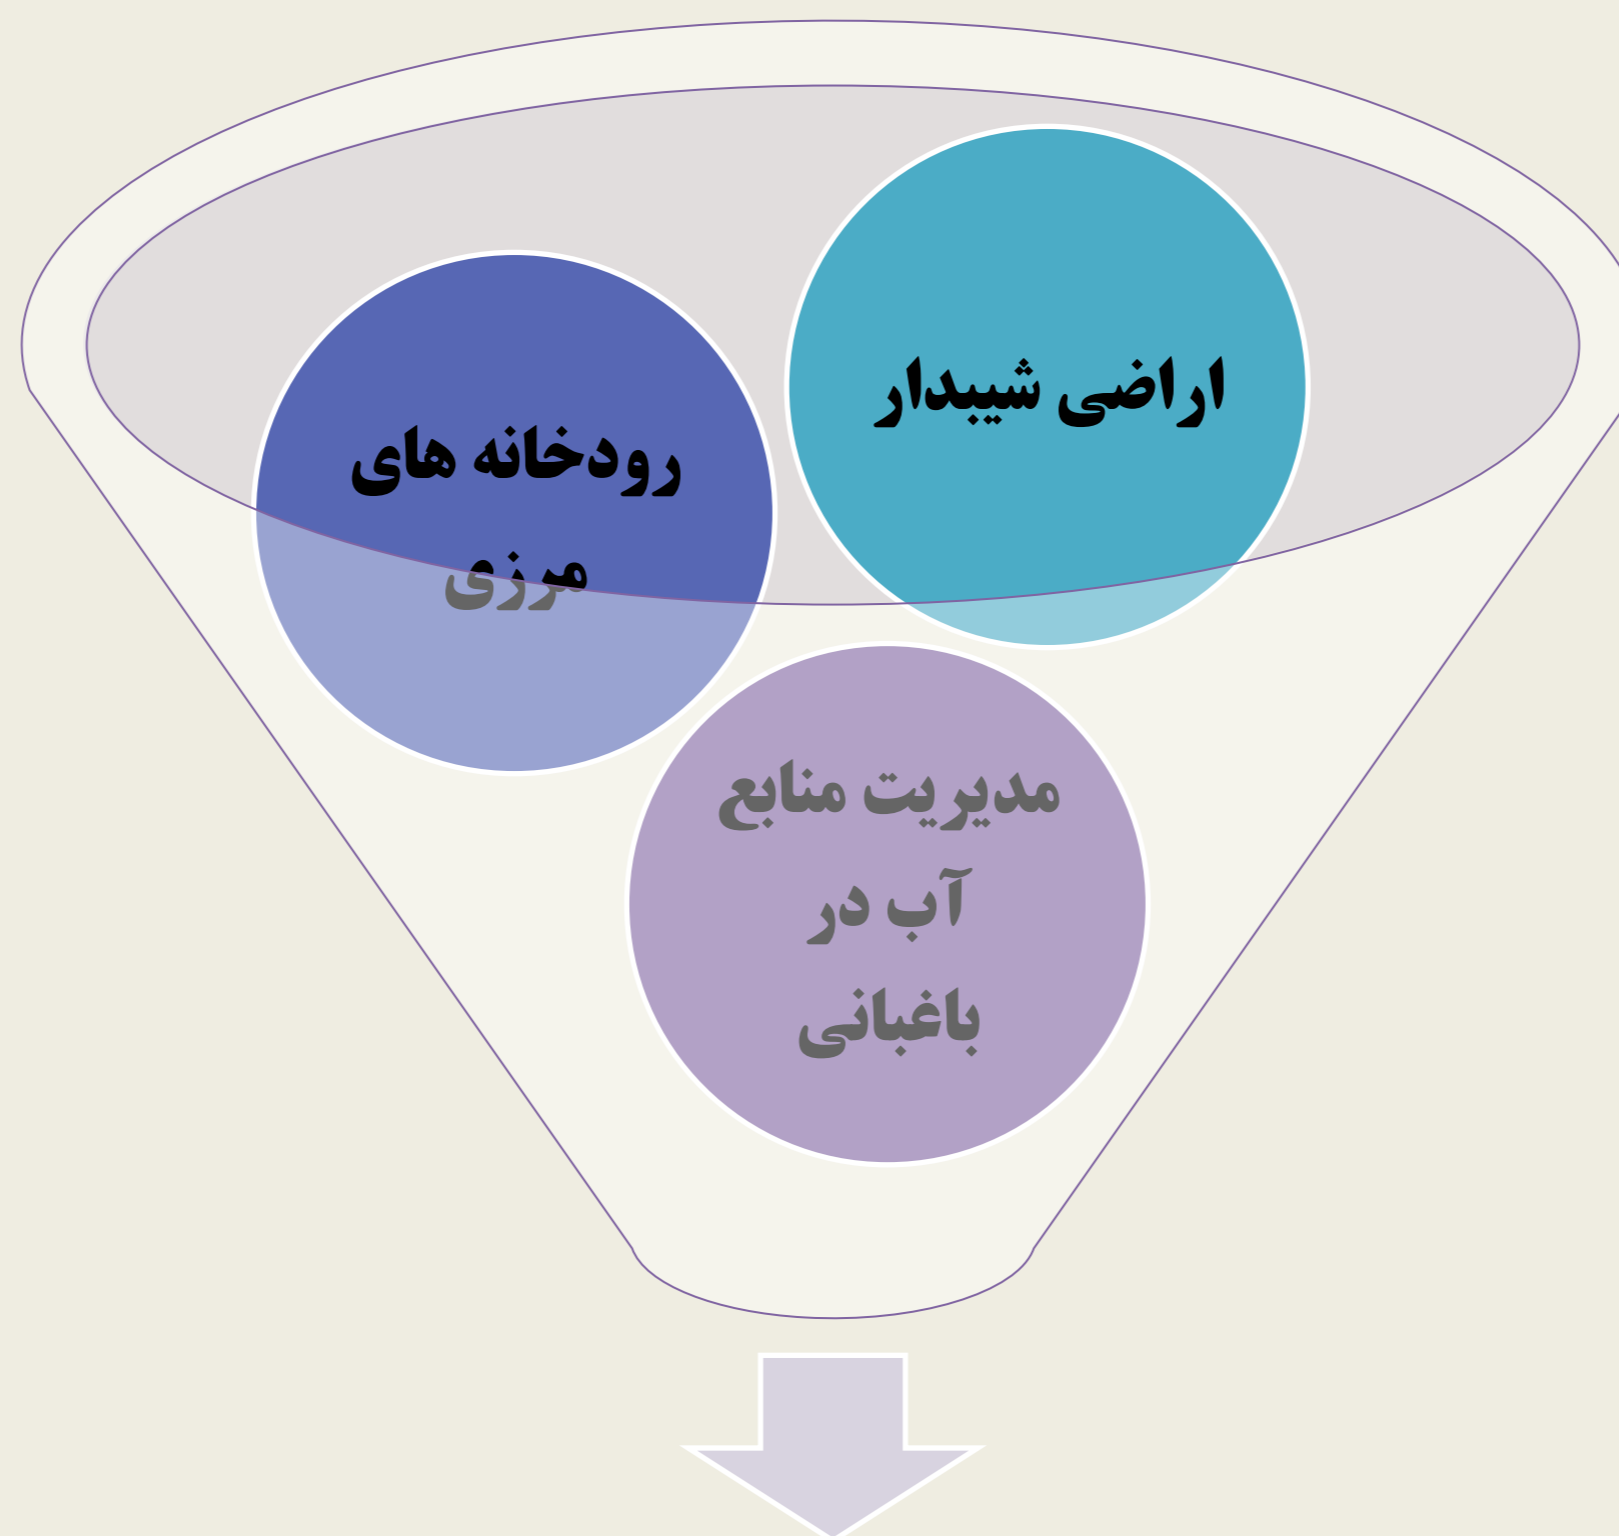 اراضی شیبدار
رودخانه های
مرزی
مدیریت منابع
آب در
باغبانی